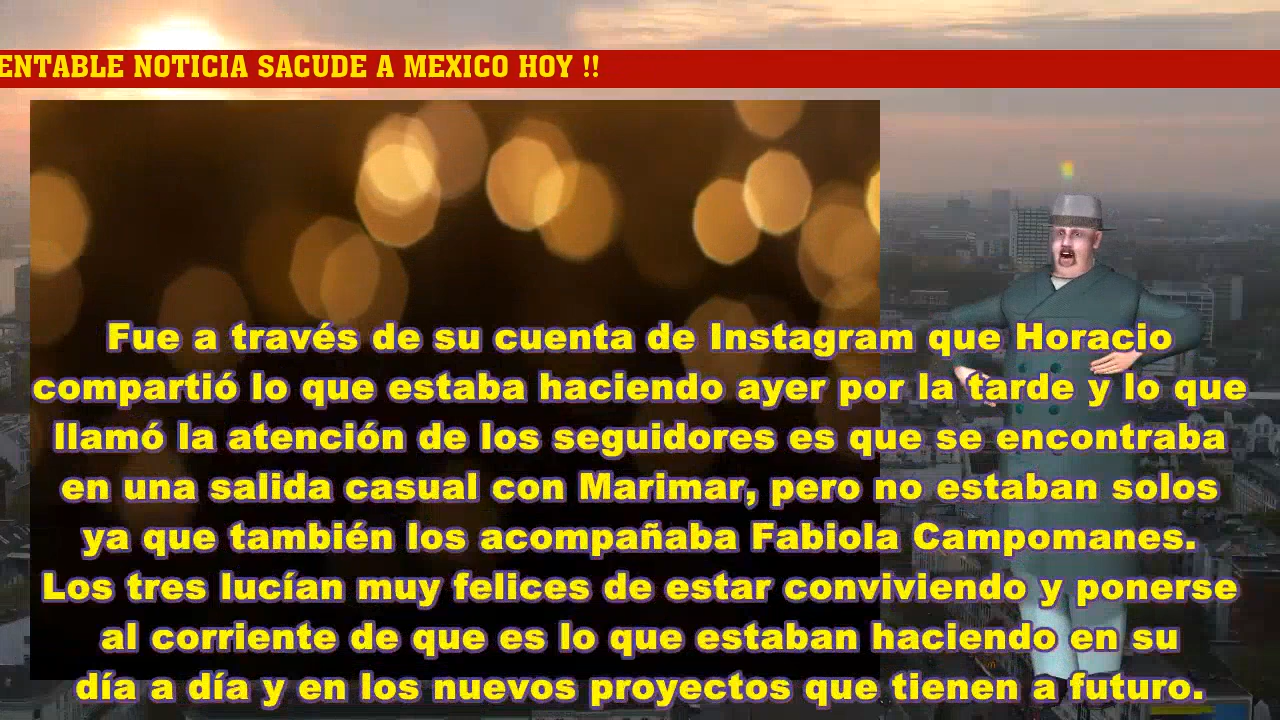 ENTABLE NOTICIA SACUDE A MEXICO HOY !!
Fue a través de su cuenta de Instagram que Horacio
compartió lo que estaba haciendo ayer por la tarde y lo que
llamó la atención de los seguidores es que se encontraba
en una salida casual con Marimar, pero no estaban solos
ya que también los acompañaba Fabiola Campomanes.
Los tres lucían muy felices de estar conviviendo y ponerse
al corriente de que es lo que estaban haciendo en su
día a día y en los nuevos proyectos que tienen a futuro.